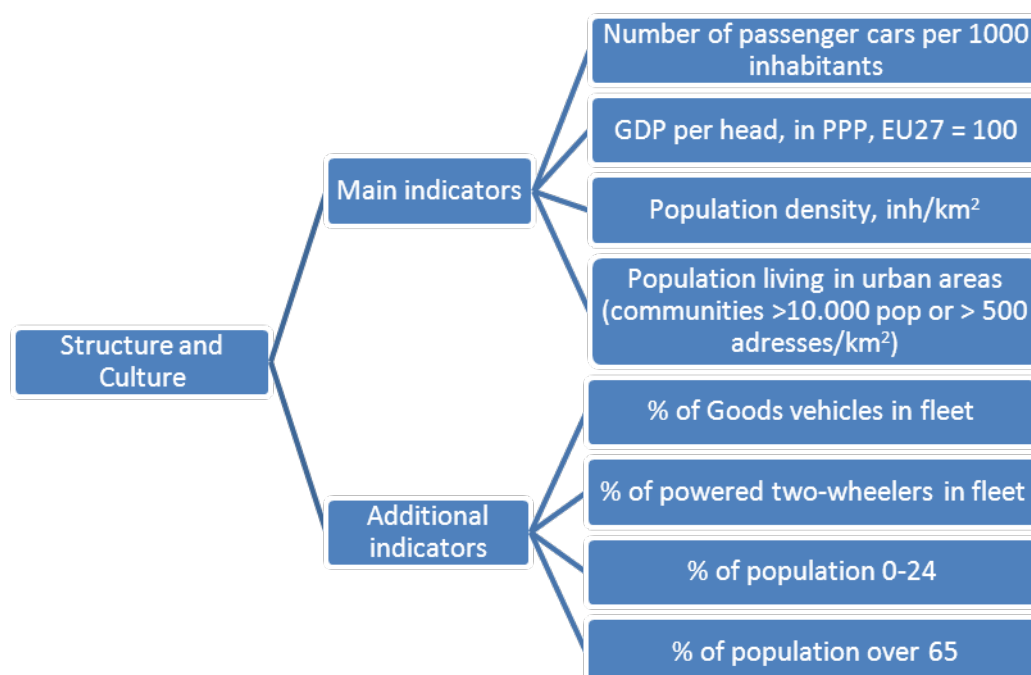 Number of passenger cars per 1000
inhabitants
GDP per head, in PPP, EU27 = 100
Main indicators
Population density, inh/km²
Population living in urban areas
(communities >10.000 pop or > 500
adresses/km²)
Structure and
Culture
% of Goods vehicles in fleet
% of powered two-wheelers in fleet
Additional
indicators
% of population 0-24
% of population over 65